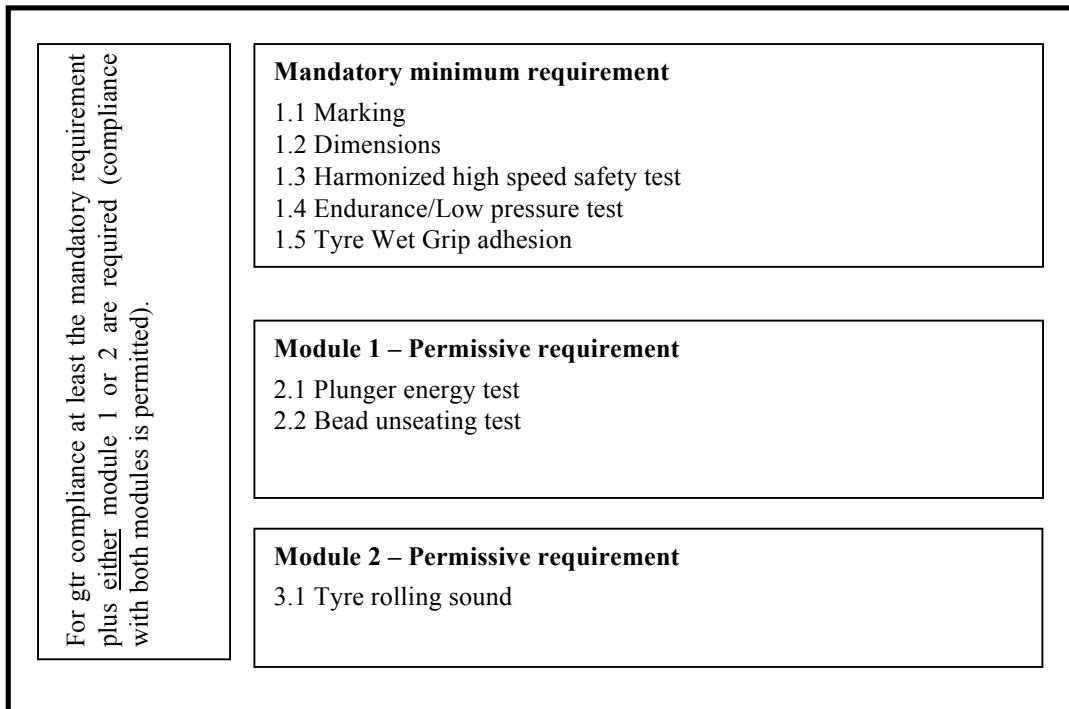 For gtr compliance at least the mandatory requirement
plus either module 1 or 2 are required (compliance
with both modules is permitted).
Mandatory minimum requirement
1.1 Marking
1.2 Dimensions
1.3 Harmonized high speed safety test
1.4 Endurance/Low pressure test
1.5 Tyre Wet Grip adhesion
Module 1 – Permissive requirement
2.1 Plunger energy test
2.2 Bead unseating test
Module 2 – Permissive requirement
3.1 Tyre rolling sound